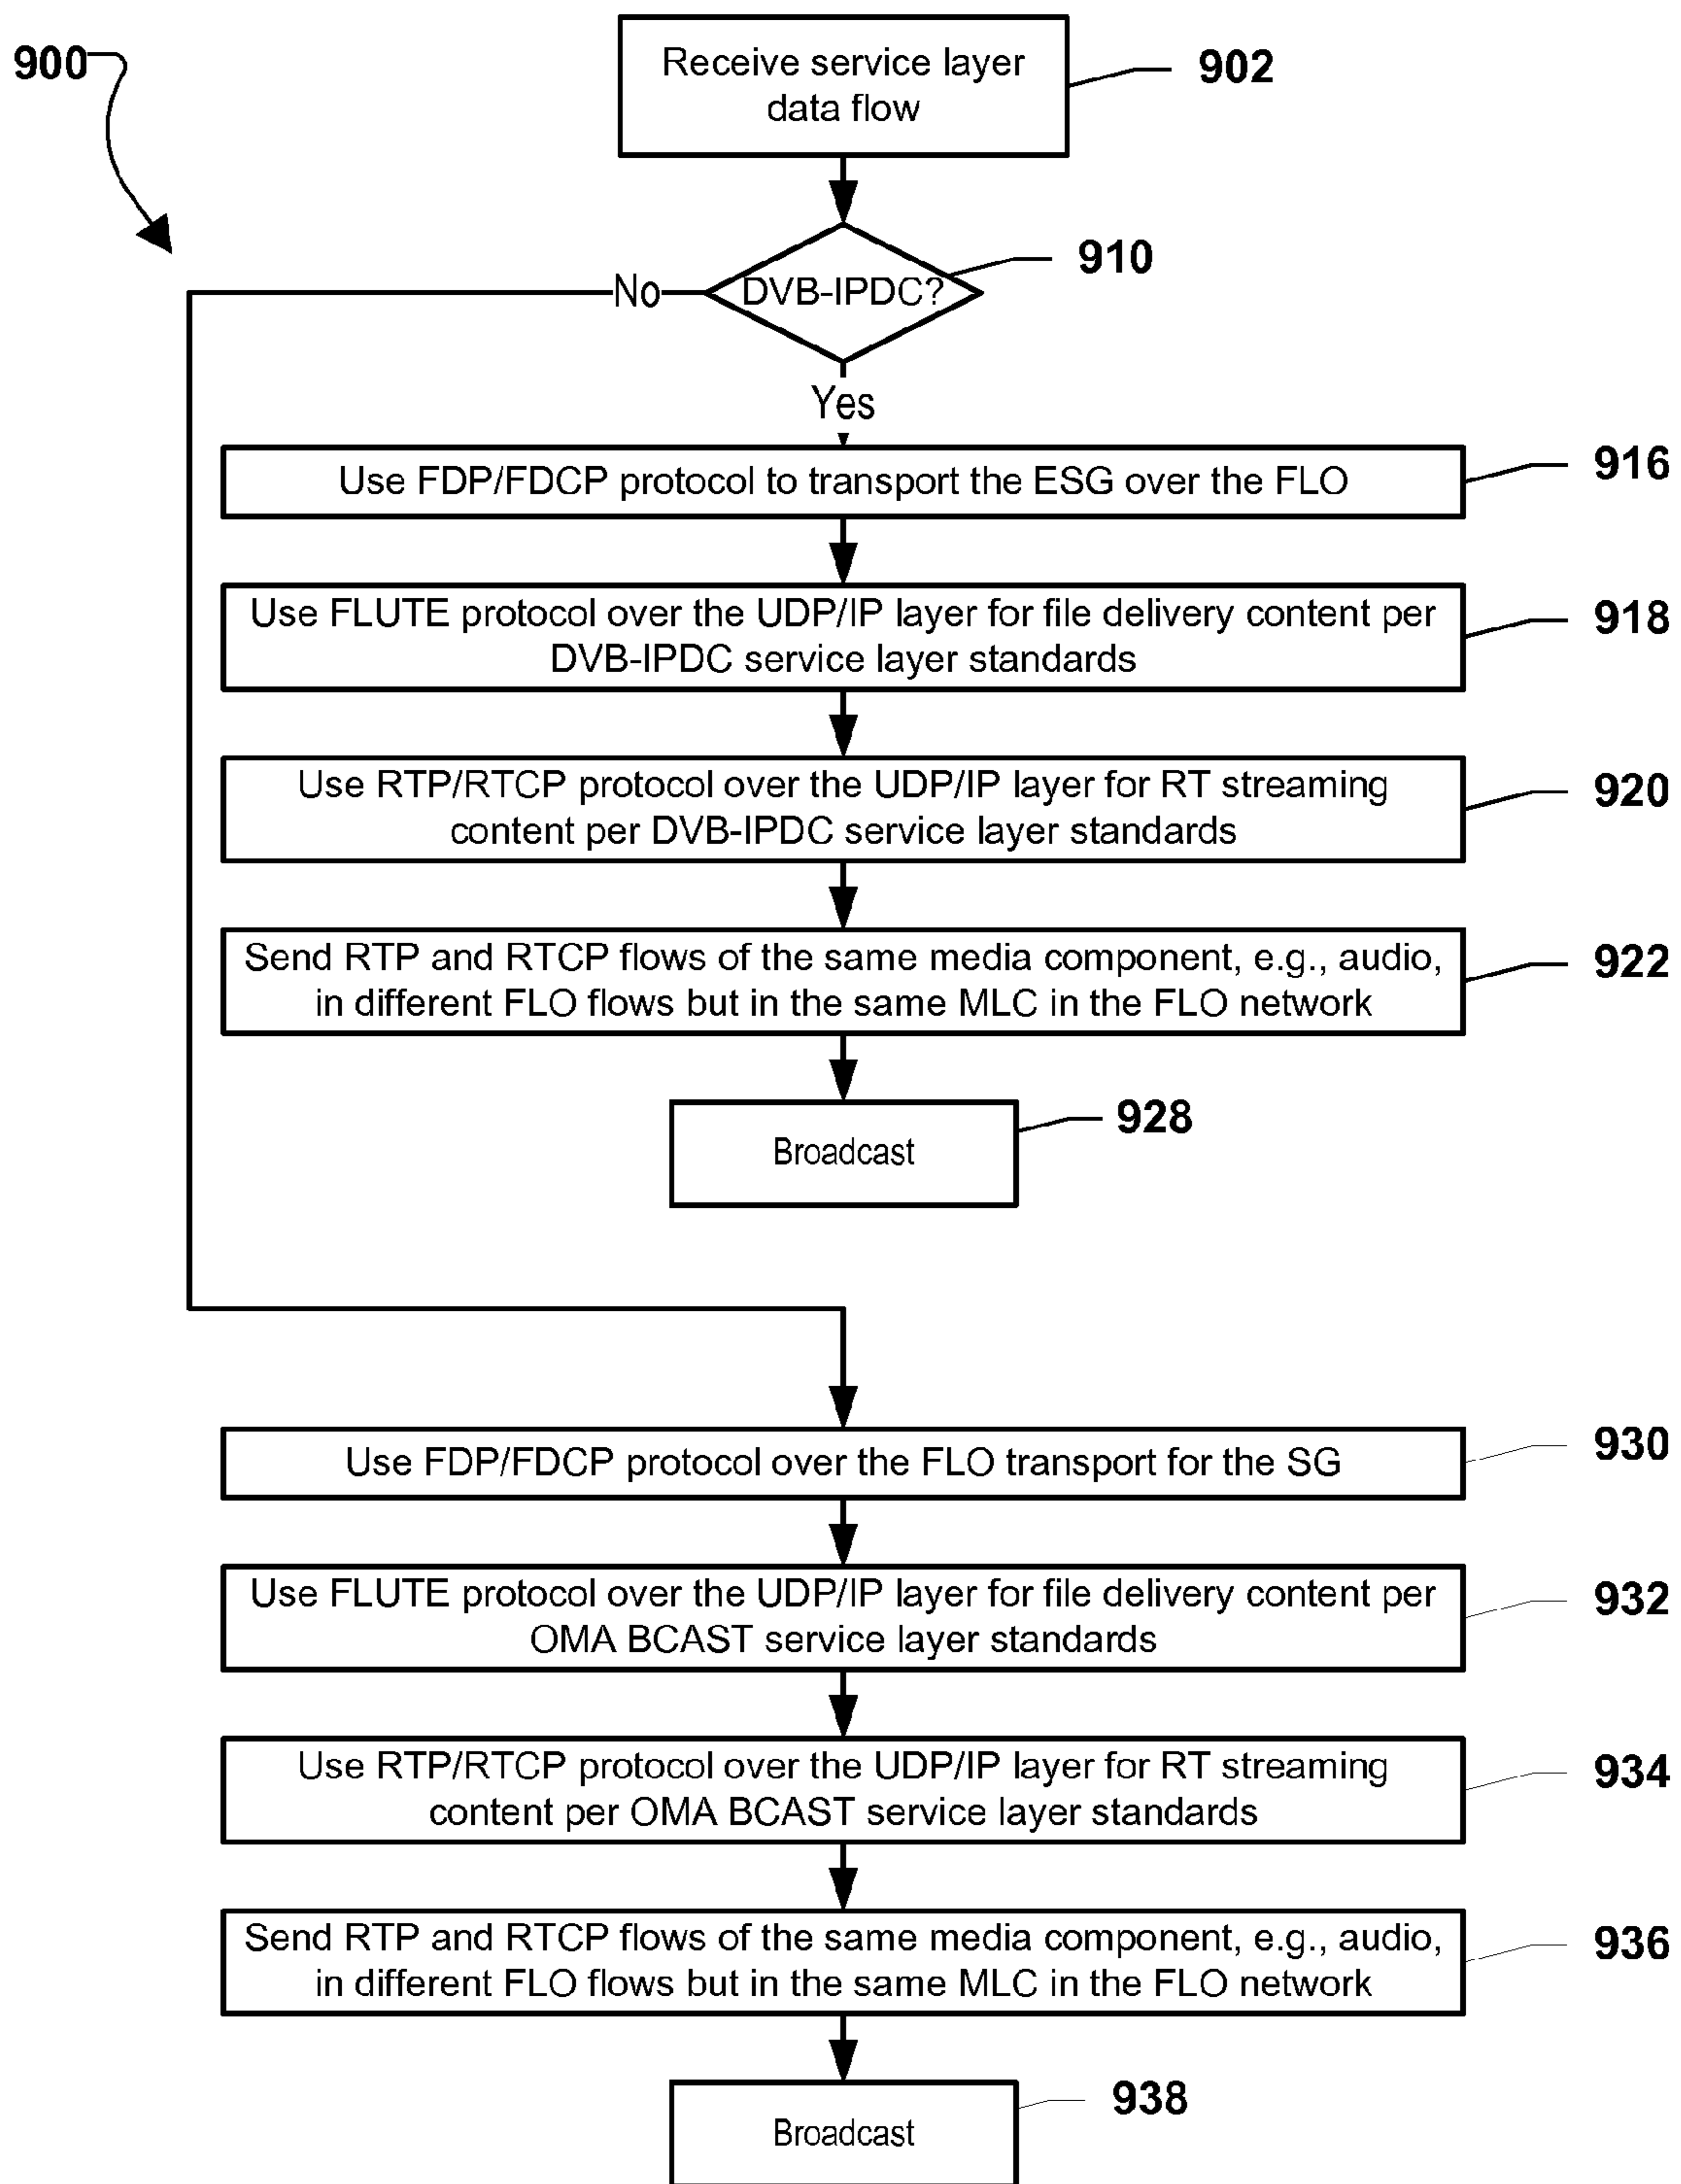 900
Receive service layer
data flow
902
DVB-IPDC?
910
No
Yes
Use FDP/FDCP protocol to transport the ESG over the FLO
916
Use FLUTE protocol over the UDP/IP layer for file delivery content per
DVB-IPDC service layer standards
918
Use RTP/RTCP protocol over the UDP/IP layer for RT streaming
content per DVB-IPDC service layer standards
920
Send RTP and RTCP flows of the same media component, e.g., audio,
in different FLO flows but in the same MLC in the FLO network
922
Broadcast
928
Use FDP/FDCP protocol over the FLO transport for the SG
930
Use FLUTE protocol over the UDP/IP layer for file delivery content per
OMA BCAST service layer standards
932
Use RTP/RTCP protocol over the UDP/IP layer for RT streaming
content per OMA BCAST service layer standards
934
Send RTP and RTCP flows of the same media component, e.g., audio,
in different FLO flows but in the same MLC in the FLO network
936
Broadcast
938